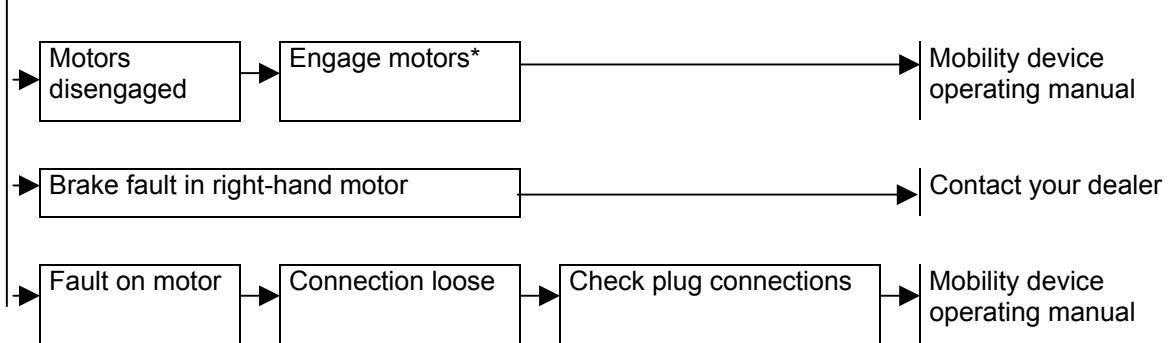 Motors
disengaged
Engage motors*
Mobility device
operating manual
Brake fault in right-hand motor
Contact your dealer
Fault on motor
Connection loose
Check plug connections
Mobility device
operating manual